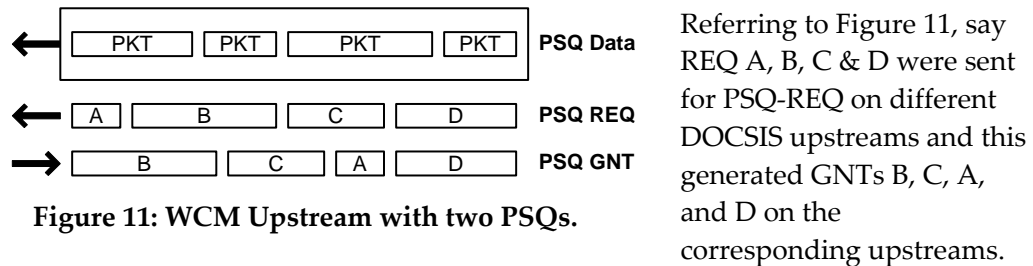 PKT PKT PKT PKT PSQ Data
A B C D PSQ REQ
B C A D PSQ GNT
Figure 11: WCM Upstream with two PSQs.
Referring to Figure 11, say
REQ A, B, C & D were sent
for PSQ-REQ on different
DOCSIS upstreams and this
generated GNTs B, C, A,
and D on the
corresponding upstreams.